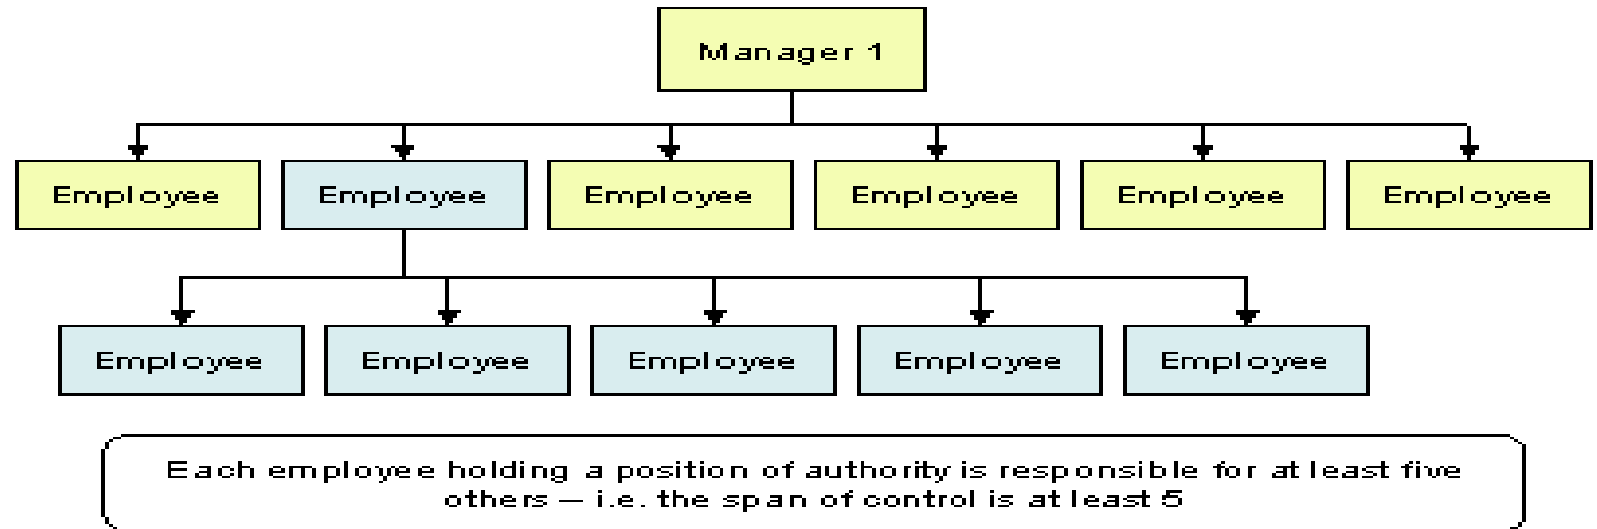 Manager 1
Employee Employee Employee Employee Employee Employee
Employee Employee Employee Employee Employee
Each employee holding a position of authority is responsible for at least five
others – i.e. the span of control is at least 5